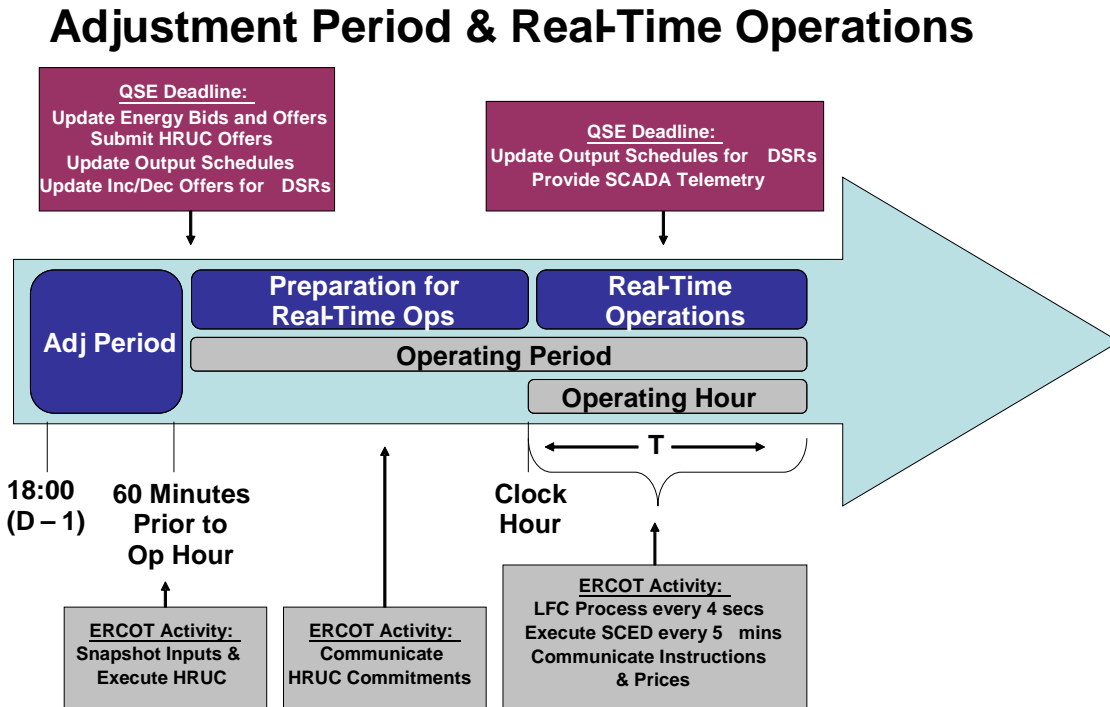 Adjustment Period & Real-Time Operations
QSE Deadline:
Update Energy Bids and Offers
Submit HRUC Offers
Update Output Schedules
Update Inc/Dec Offers for DSRs
QSE Deadline:
Update Output Schedules for DSRs
Provide SCADA Telemetry
Adj Period
Preparation for
Real-Time Ops
Real-Time
Operations
Operating Period
Operating Hour
T
18:00
(D – 1)
60 Minutes
Prior to
Op Hour
Clock
Hour
ERCOT Activity:
Snapshot Inputs &
Execute HRUC
ERCOT Activity:
Communicate
HRUC Commitments
ERCOT Activity:
LFC Process every 4 secs
Execute SCED every 5 mins
Communicate Instructions
& Prices